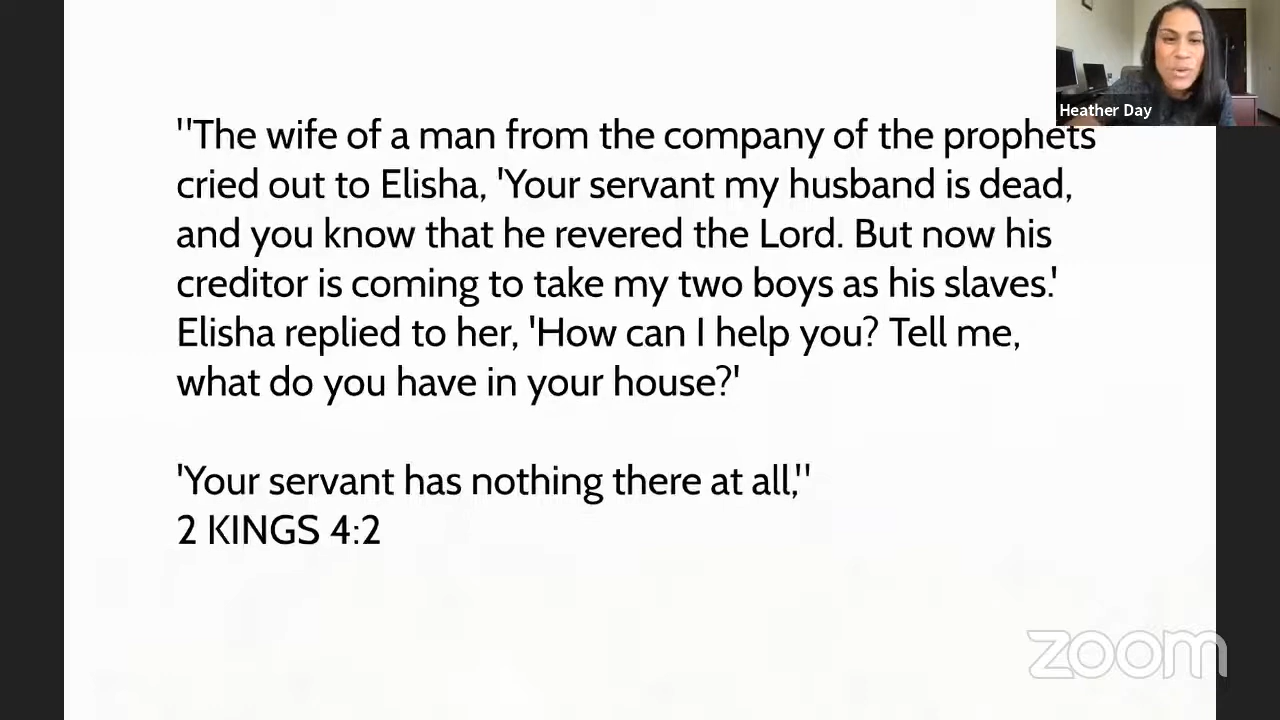 Heather Day
"The wife of a man from the company of the prophets
cried out to Elisha, 'Your servant my husband is dead,
and you know that he revered the Lord. But now his
creditor is coming to take my two boys as his slaves.'
Elisha replied to her, 'How can I help you? Tell me,
what do you have in your house?'
'Your servant has nothing there at all,"
2 KINGS 4:2
zoom